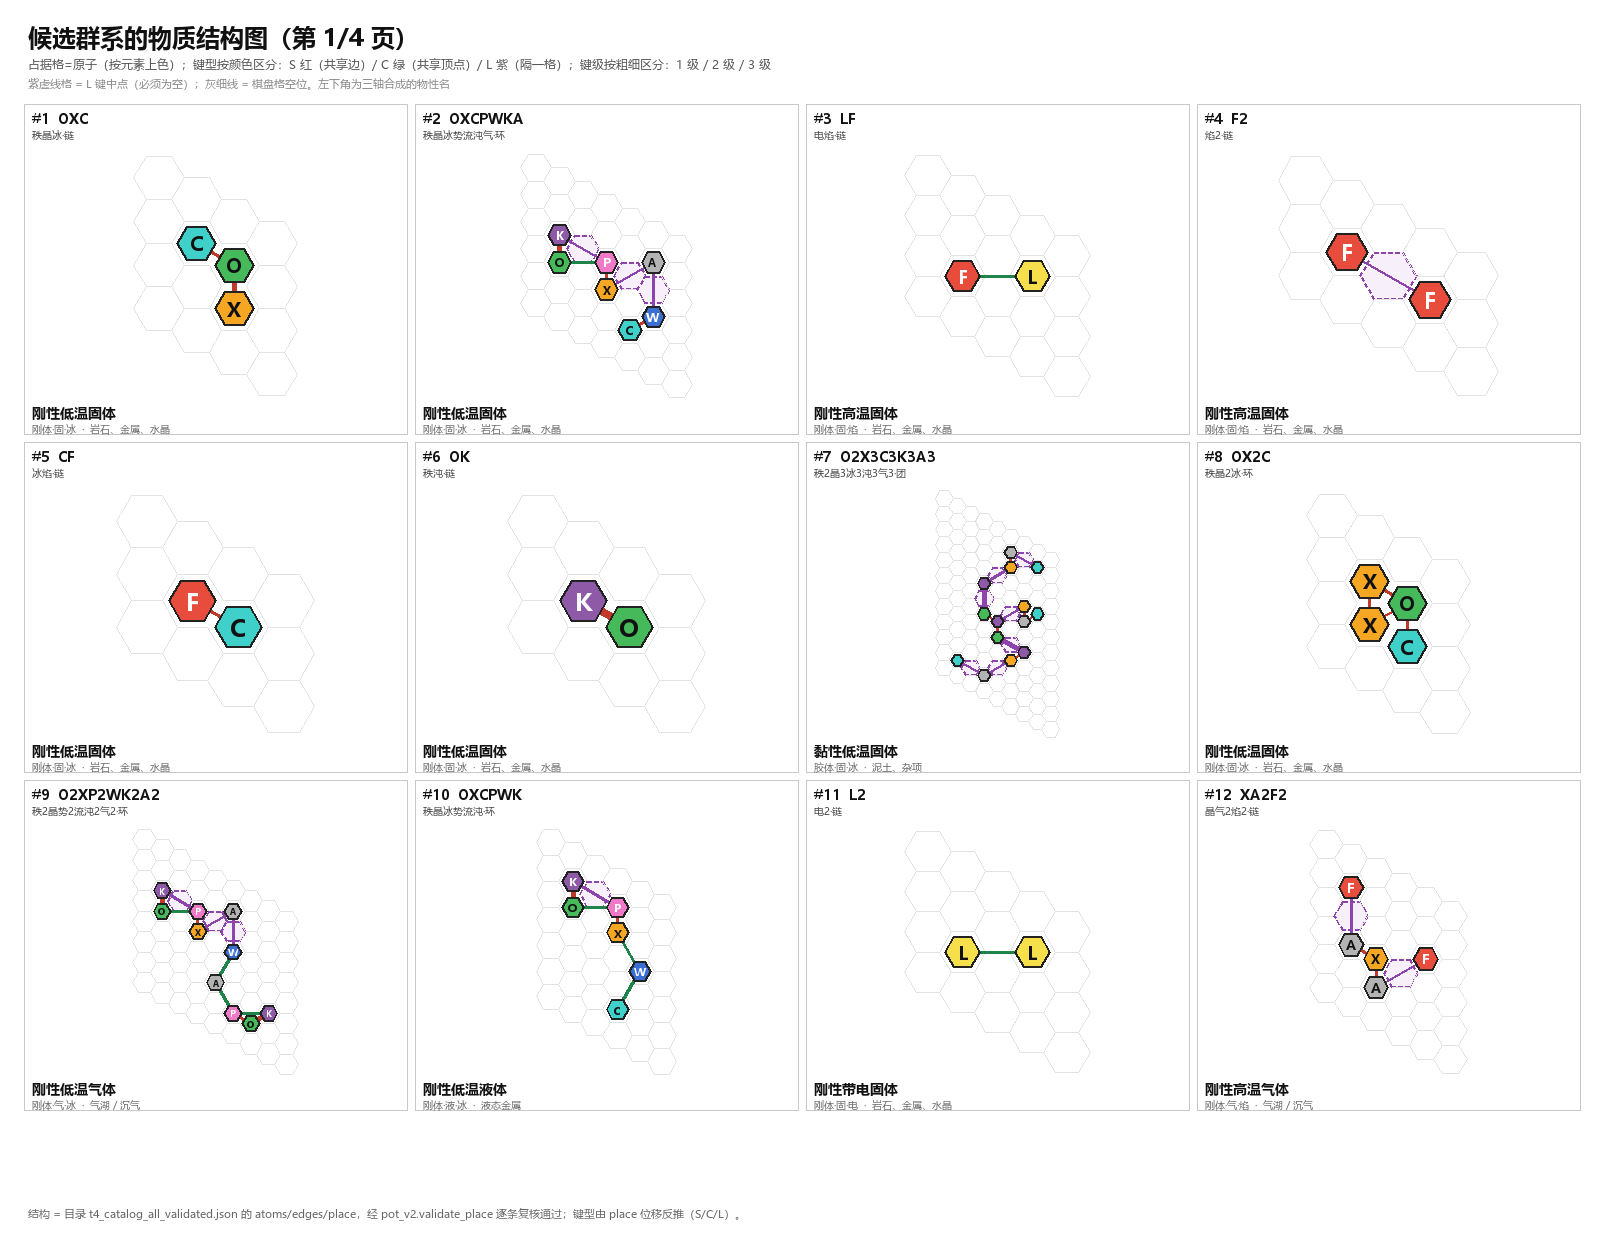 候选群系的物质结构图（第 1/4 页）
占据格=原子（按元素上色）；键型按颜色区分：S 红（共享边）/ C 绿（共享顶点）/ L 紫（隔一格）；键级按粗细区分：1 级 / 2 级 / 3 级
紫虚线格 = L 键中点（必须为空）；灰细线 = 棋盘格空位。左下角为三轴合成的物性名
#1 OXC
秩晶冰·链
C
O
X
刚性低温固体
刚体·固·冰 · 岩石、金属、水晶
#2 OXCPWKA
秩晶冰势流沌气·环
K
O
P
A
X
W
C
刚性低温固体
刚体·固·冰 · 岩石、金属、水晶
#3 LF
电焰·链
F
L
刚性高温固体
刚体·固·焰 · 岩石、金属、水晶
#4 F2
焰2·链
F
F
刚性高温固体
刚体·固·焰 · 岩石、金属、水晶
#5 CF
冰焰·链
F
C
刚性低温固体
刚体·固·冰 · 岩石、金属、水晶
#6 OK
秩沌·链
K
O
刚性低温固体
刚体·固·冰 · 岩石、金属、水晶
#7 O2X3C3K3A3
秩2晶3冰3沌3气3·团
黏性低温固体
胶体·固·冰 · 泥土、杂项
#8 OX2C
秩晶2冰·环
X
O
X
C
刚性低温固体
刚体·固·冰 · 岩石、金属、水晶
#9 O2XP2WK2A2
秩2晶势2流沌2气2·环
K
O
P
A
X
W
A
P
O
K
刚性低温气体
刚体·气·冰 · 气湖 / 沉气
#10 OXCPWK
秩晶冰势流沌·环
K
O
P
X
W
C
刚性低温液体
刚体·液·冰 · 液态金属
#11 L2
电2·链
L
L
刚性带电固体
刚体·固·电 · 岩石、金属、水晶
#12 XA2F2
晶气2焰2·链
F
A
X
F
A
刚性高温气体
刚体·气·焰 · 气湖 / 沉气
结构 = 目录 t4_catalog_all_validated.json 的 atoms/edges/place，经 pot_v2.validate_place 逐条复核通过；键型由 place 位移反推（S/C/L）。